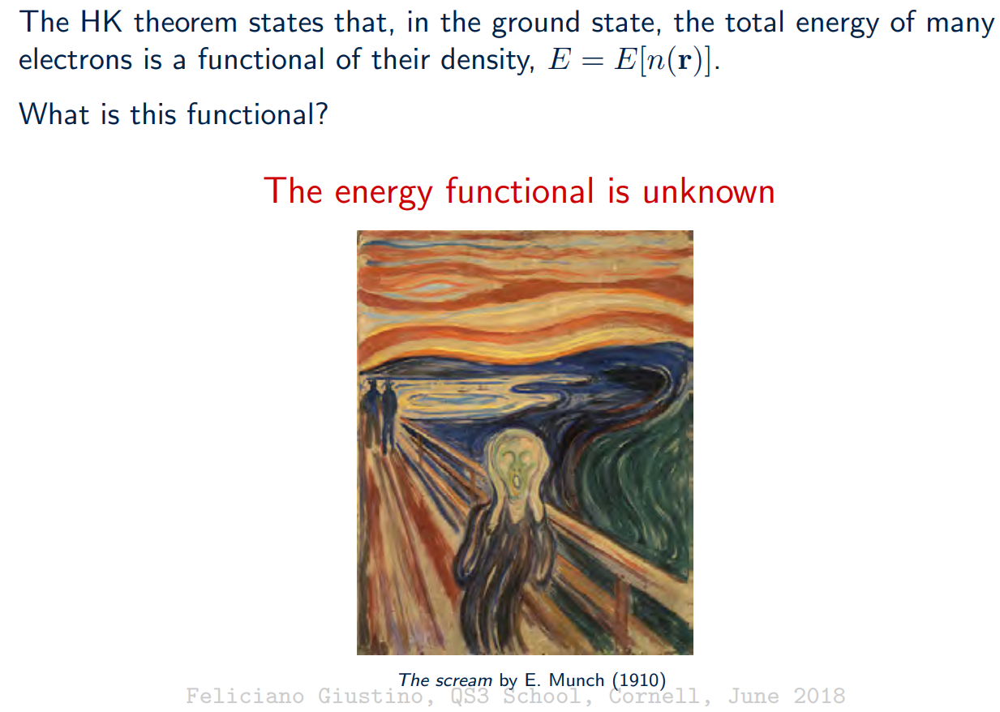 The HK theorem states that, in the ground state, the total energy of many
electrons is a functional of their density, E = E[n(r)].
What is this functional?
The energy functional is unknown
The scream by E. Munch (1910)
Feliciano Giustino, QS3 School, Cornell, June 2018